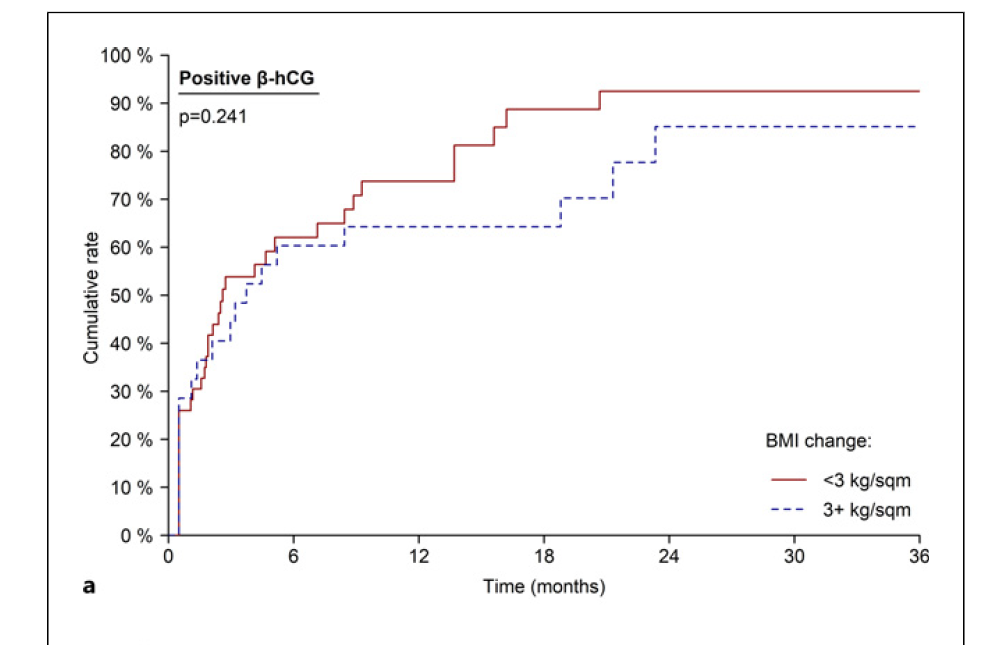 100 %
90 %
80 %
70 %
60 %
50 %
40 %
30 %
20 %
10 %
0 %
Cumulative rate
Positive β-hCG
p=0.241
BMI change:
<3 kg/sqm
3+ kg/sqm
0 6 12 18 24 30 36
Time (months)
a